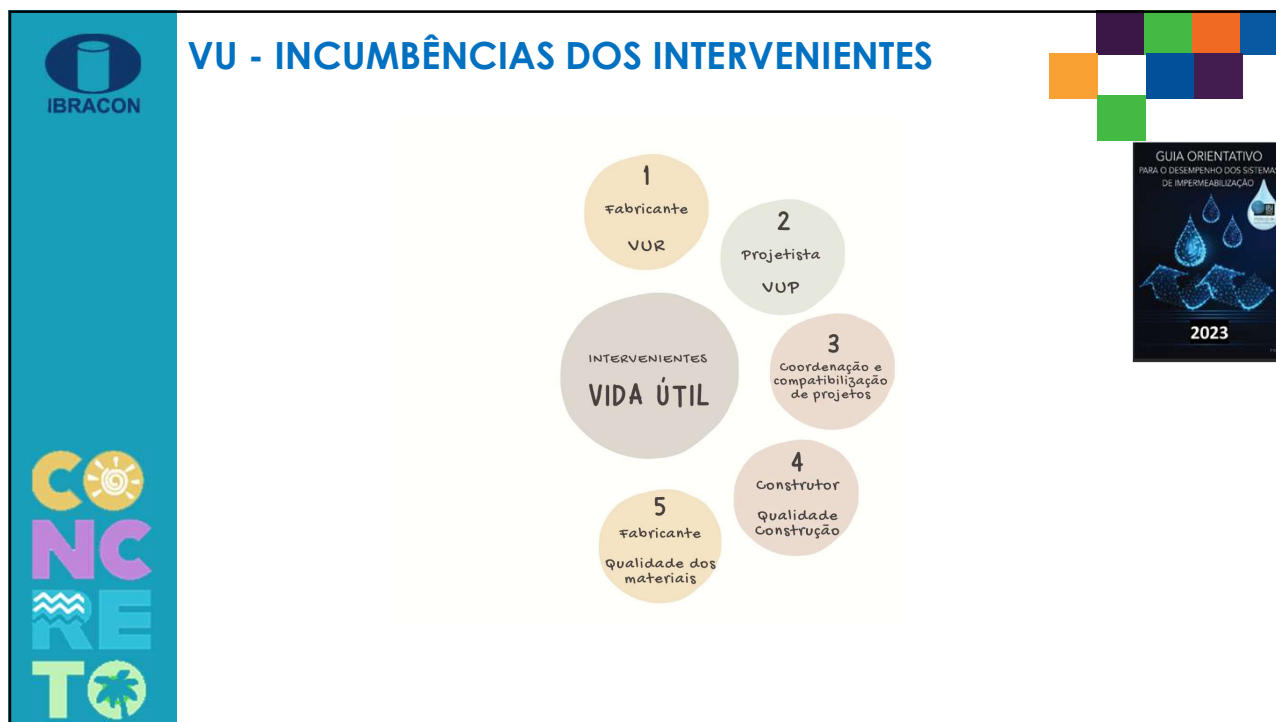 IBRACON
VU - INCUMBÊNCIAS DOS INTERVENIENTES
GUIA ORIENTATIVO
PARA O DESEMPENHO DOS SISTEMAS
DE IMPERMEABILIZAÇÃO
2023
1
Fabricante
VUR
2
Projetista
VUP
INTERVENIENTES
VIDA ÚTIL
3
Coordenação e
compatibilização
de projetos
4
Construtor
Qualidade
Construção
5
Fabricante
Qualidade dos
materiais
CO
NC
RE
TO